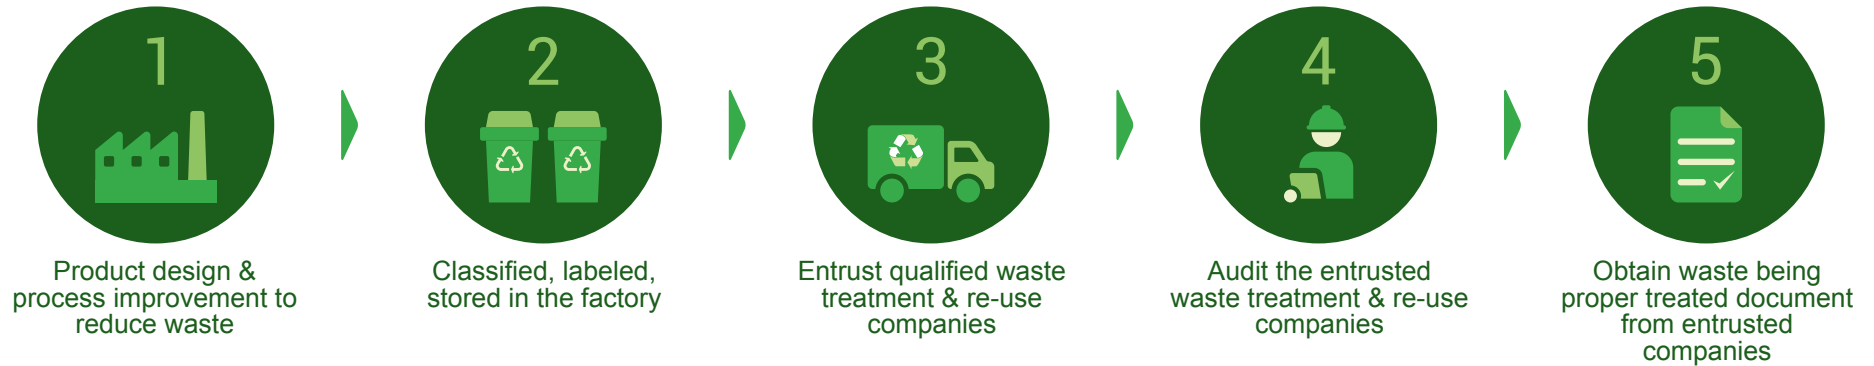 1
Product design &
process improvement to
reduce waste
2
Classified, labeled,
stored in the factory
3
Entrust qualified waste
treatment & re-use
companies
4
Audit the entrusted
waste treatment & re-use
companies
5
Obtain waste being
proper treated document
from entrusted
companies